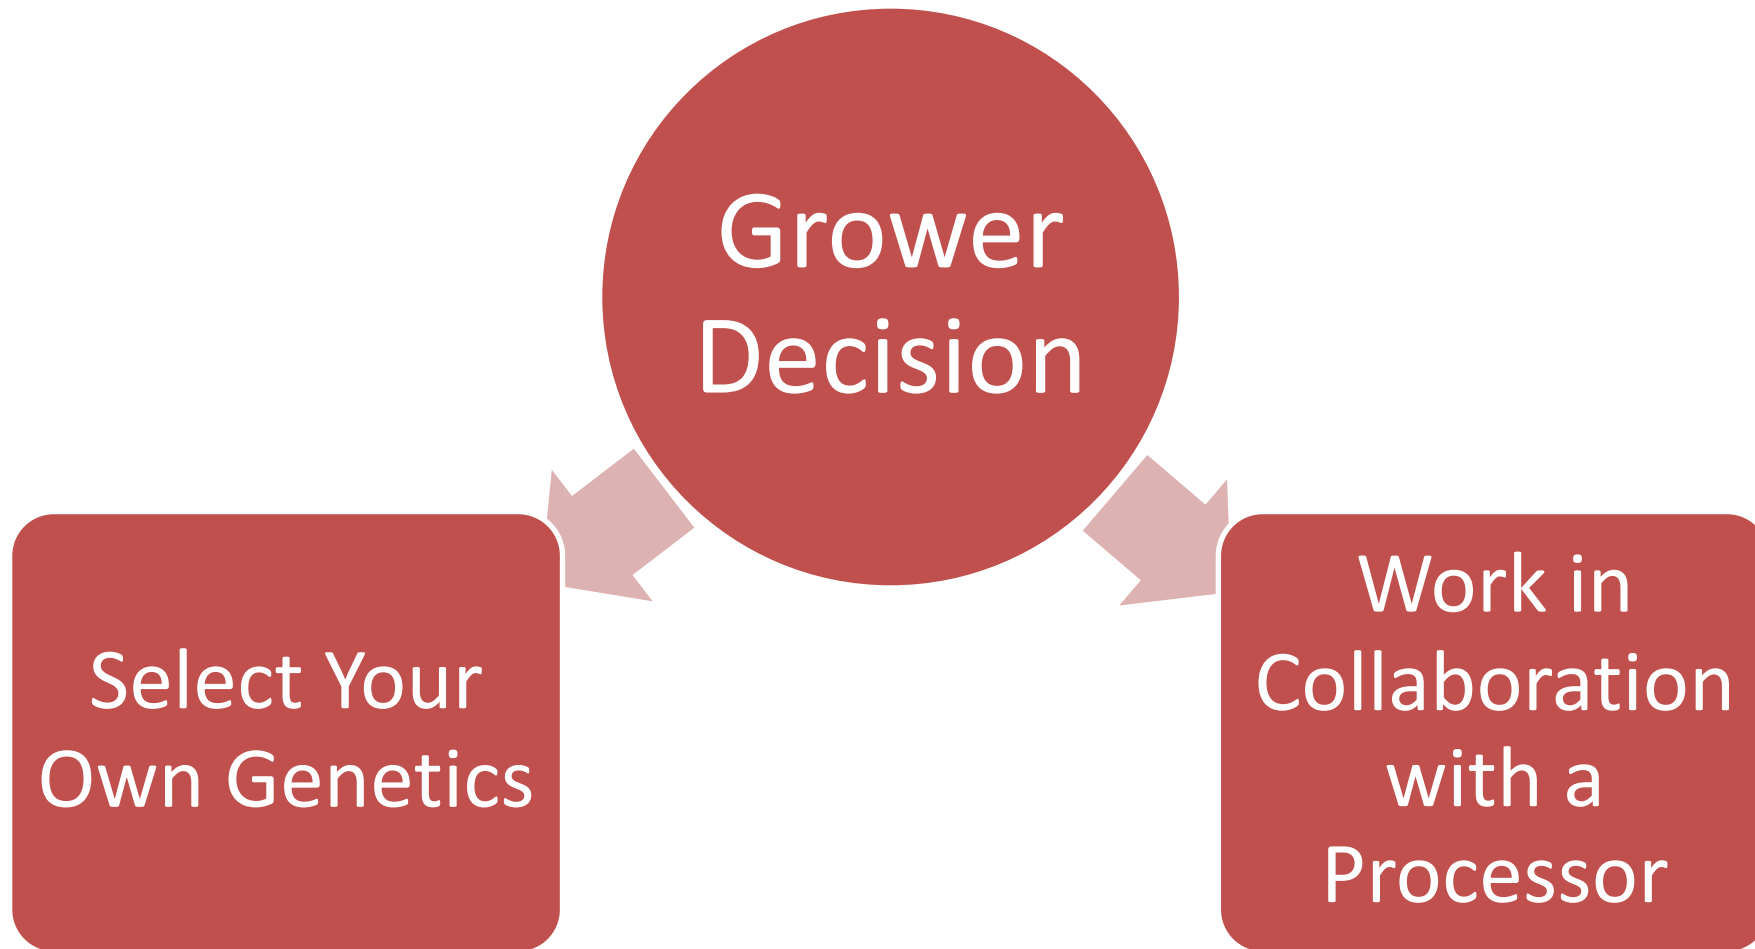 Grower
Decision
Select Your
Own Genetics
Work in
Collaboration
with a
Processor